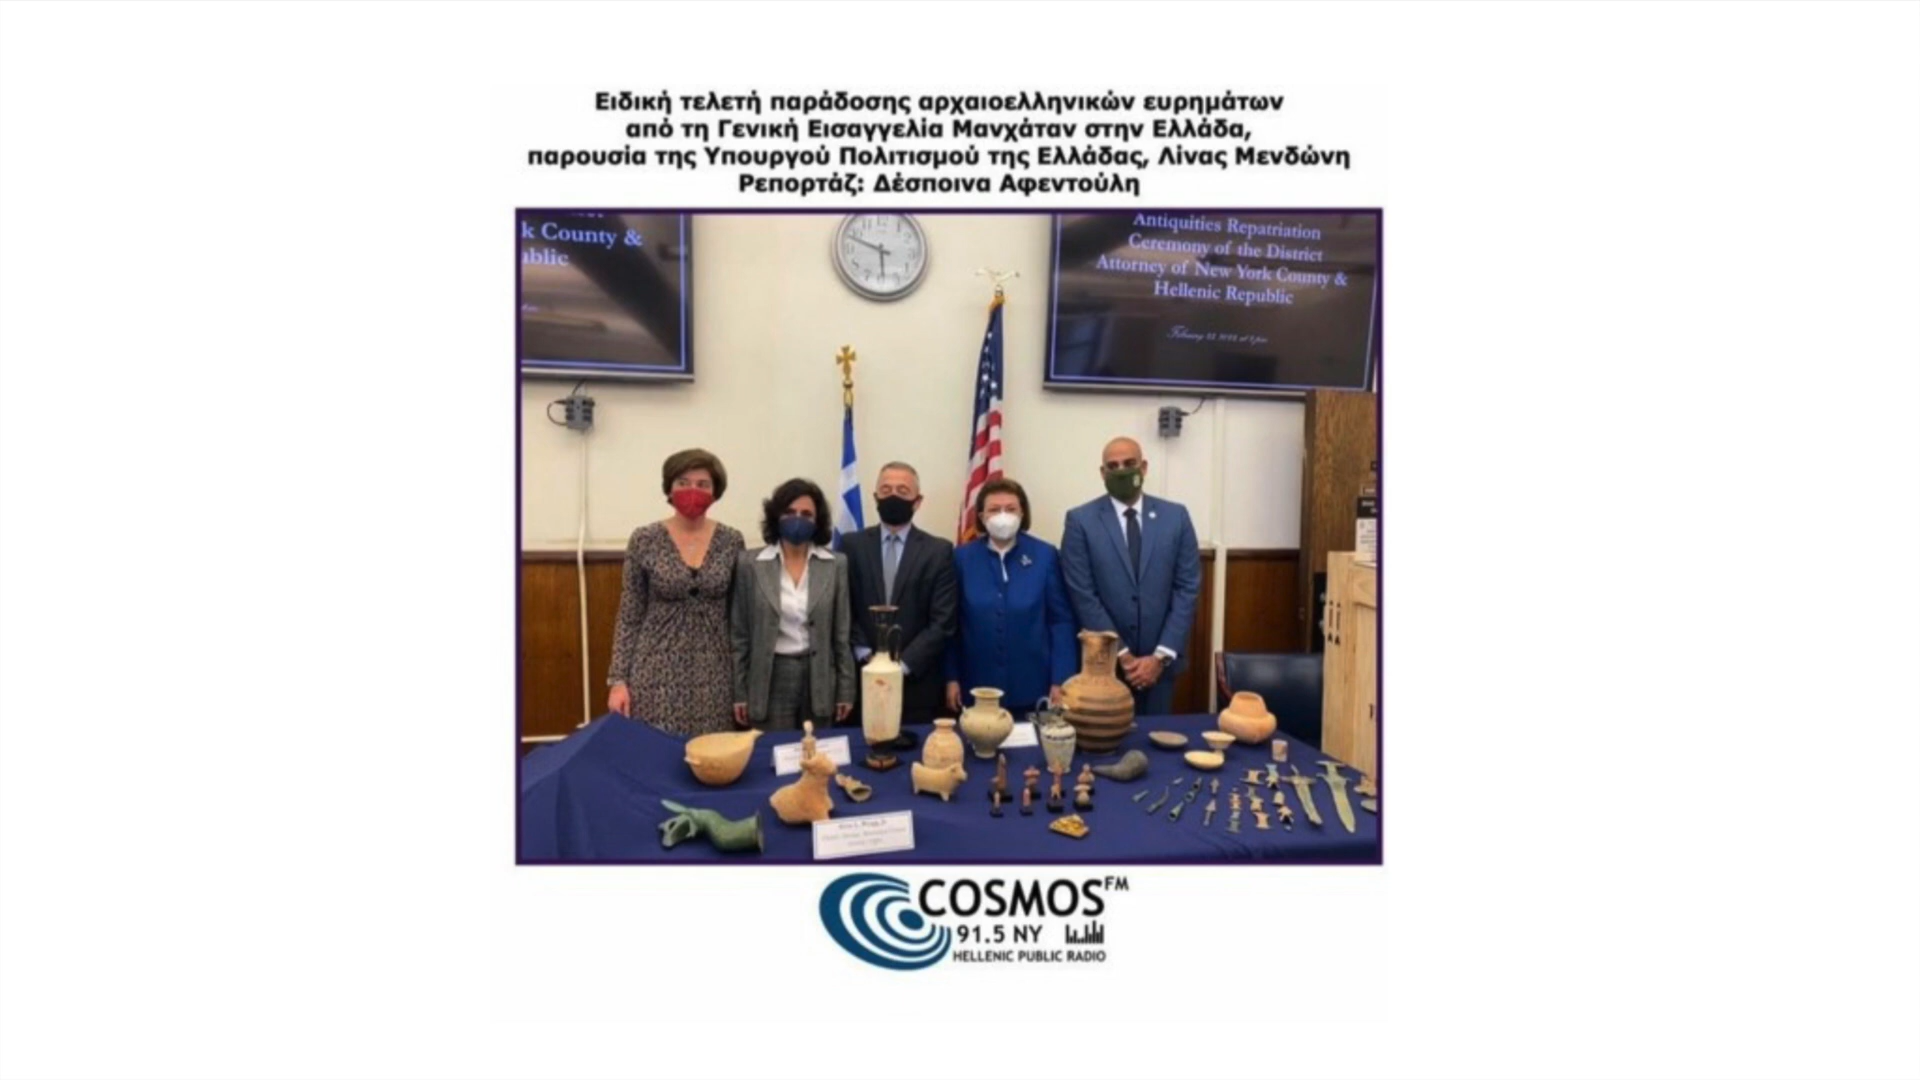 Ειδική τελετή παράδοσης αρχαιοελληνικών ευρημάτων
από τη Γενική Εισαγγελία Μανχάταν στην Ελλάδα,
παρουσία της Υπουργού Πολιτισμού της Ελλάδας, Λίνας Μενδώνη
Ρεπορτάζ: Δέσποινα Αφεντούλη
k County &
ublic
Antiquities Repatriation
Ceremony of the District
Attorney of New York County &
Hellenic Republic
COSMOS FM
91.5 NY
HELLENIC PUBLIC RADIO